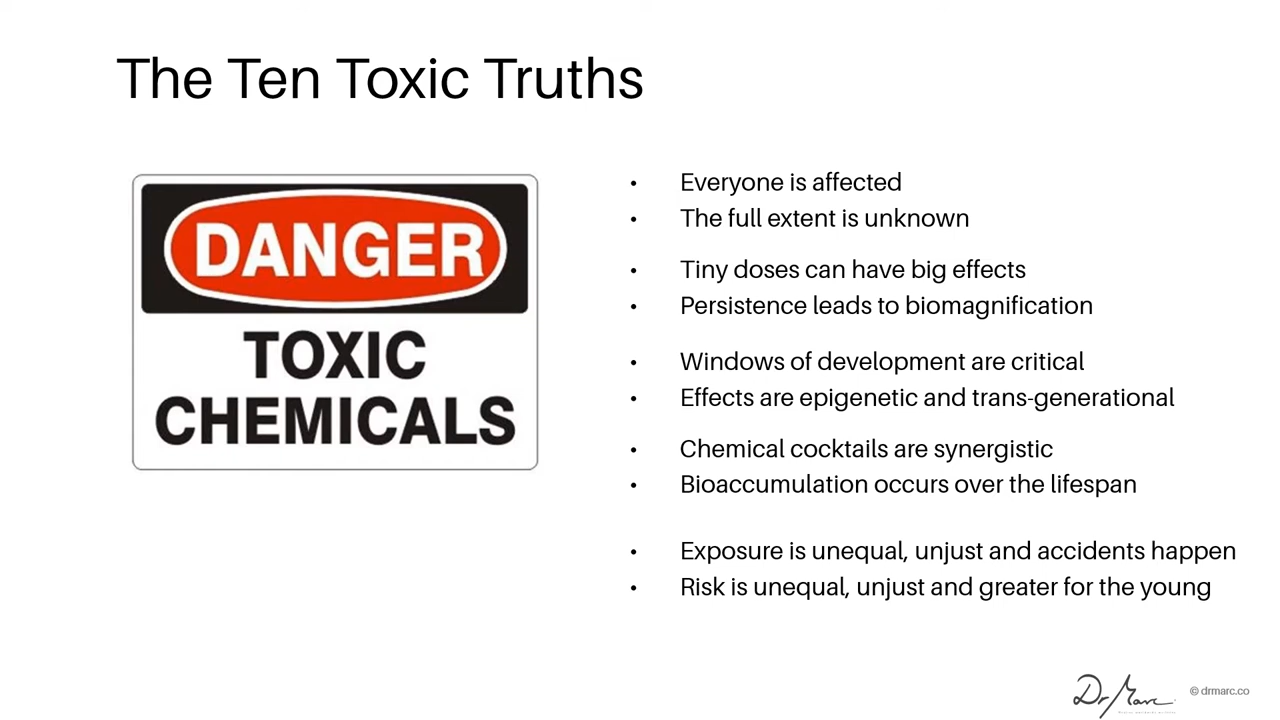 The Ten Toxic Truths
DANGER
TOXIC
CHEMICALS
• Everyone is affected
• The full extent is unknown
• Tiny doses can have big effects
• Persistence leads to biomagnification
• Windows of development are critical
• Effects are epigenetic and trans-generational
• Chemical cocktails are synergistic
• Bioaccumulation occurs over the lifespan
• Exposure is unequal, unjust and accidents happen
• Risk is unequal, unjust and greater for the young
Dr Marc
© drmarc.co